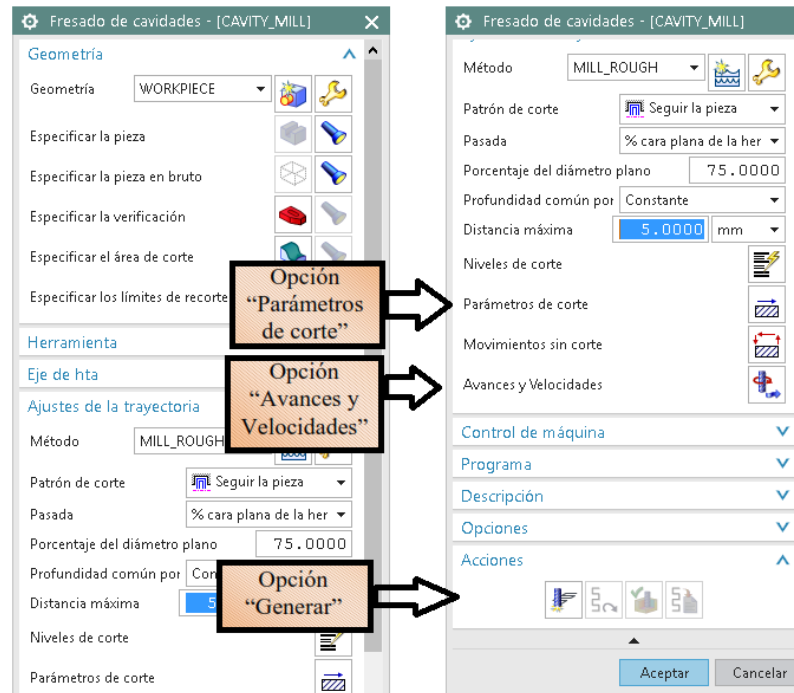 Fresado de cavidades - [CAVITY_MILL]
Geometría
Geometría WORKPIECE
Especificar la pieza
Especificar la pieza en bruto
Especificar la verificación
Especificar el área de corte
Especificar los límites de recorte
Herramienta
Eje de hta
Ajustes de la trayectoria
Método MILL_ROUGH
Patrón de corte Seguir la pieza
Pasada % cara plana de la her
Porcentaje del diámetro plano 75.0000
Profundidad común por Con
Distancia máxima 5
Niveles de corte
Parámetros de corte
Opción
“Parámetros
de corte”
Opción
“Avances y
Velocidades”
Opción
“Generar”
Fresado de cavidades - [CAVITY_MILL]
Método MILL_ROUGH
Patrón de corte Seguir la pieza
Pasada % cara plana de la her
Porcentaje del diámetro plano 75.0000
Profundidad común por Constante
Distancia máxima 5.0000 mm
Niveles de corte
Parámetros de corte
Movimientos sin corte
Avances y Velocidades
Control de máquina
Programa
Descripción
Opciones
Acciones
Aceptar Cancelar